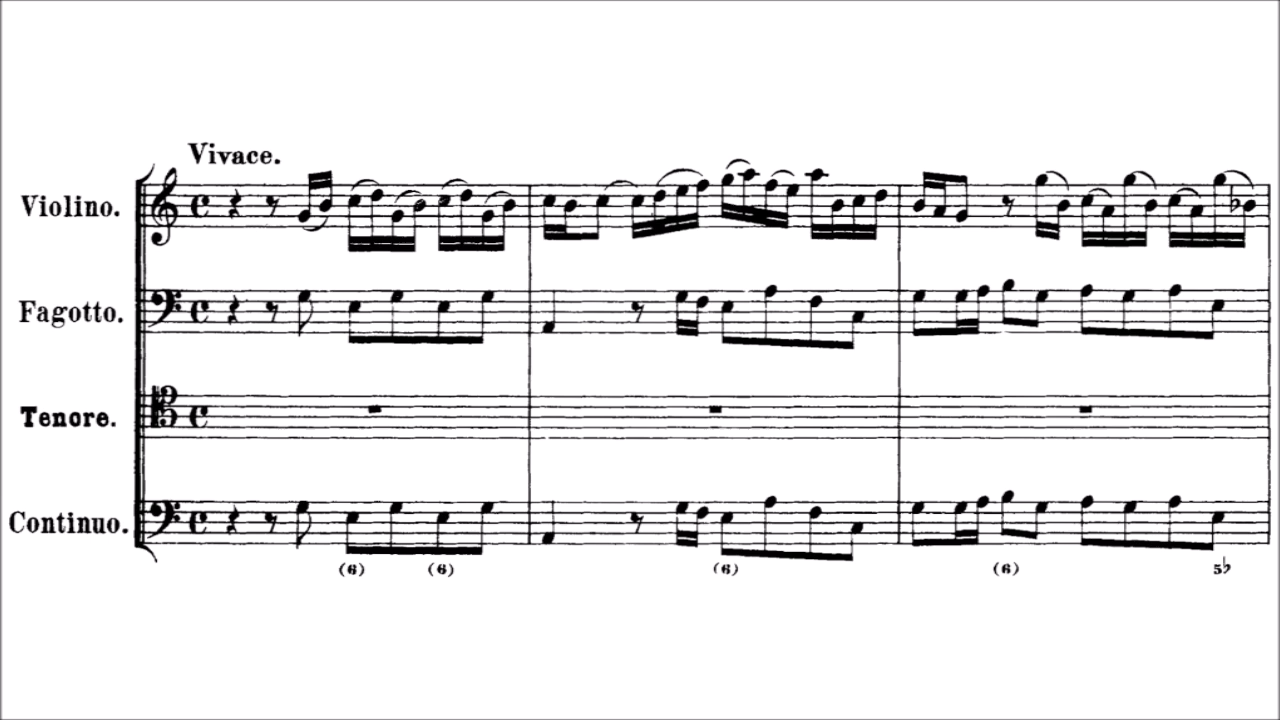 Vivace.
Violino.
Fagotto.
Tenore.
Continuo.
(6) (6) (6) (6) 5♭